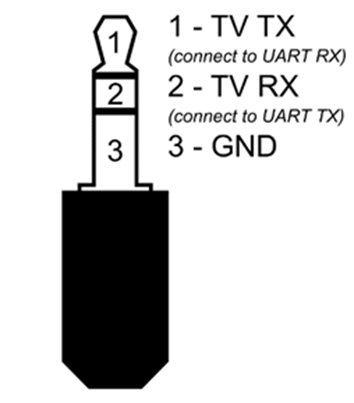 1 - TV TX
(connect to UART RX)
2 - TV RX
(connect to UART TX)
3 - GND
1
2
3